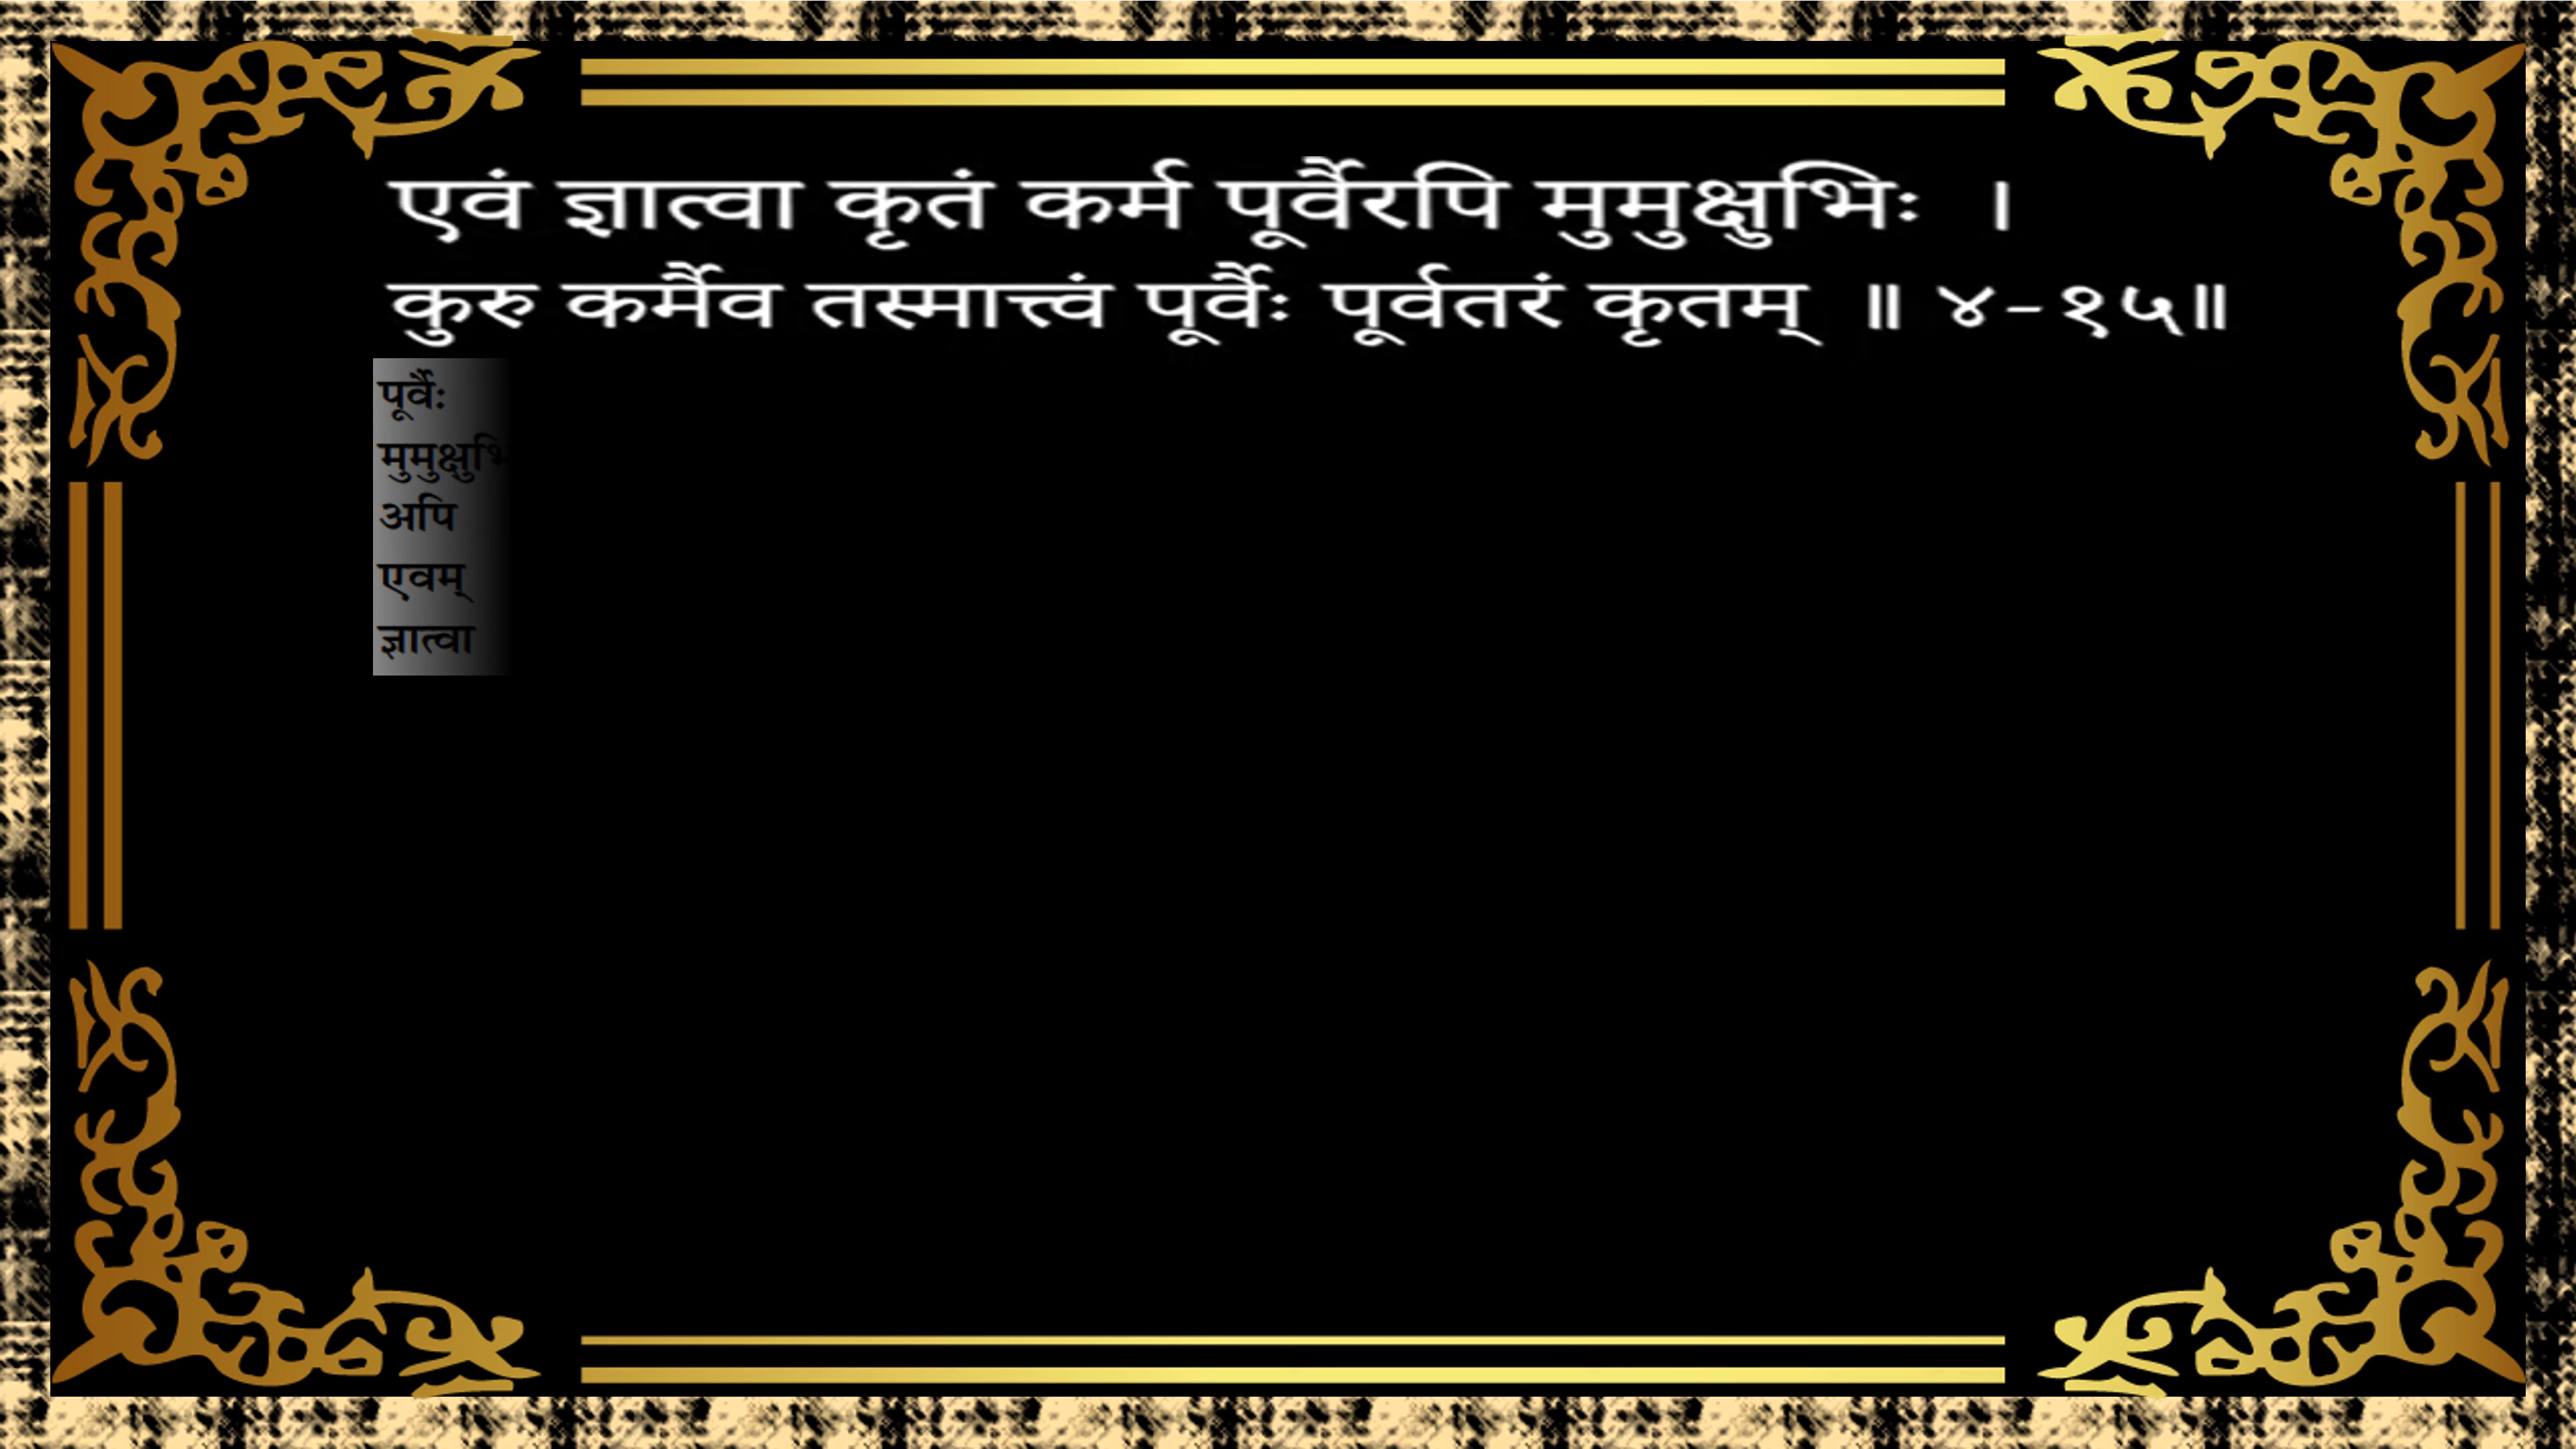 एवं ज्ञात्वा कृतं कर्म पूर्वैरपि मुमुक्षुभिः ।
कुरु कर्मैव तस्मात्त्वं पूर्वैः पूर्वतरं कृतम् ॥ ४-१५॥
पूर्वैः
मुमुक्षुभि
अपि
एवम्
ज्ञात्वा